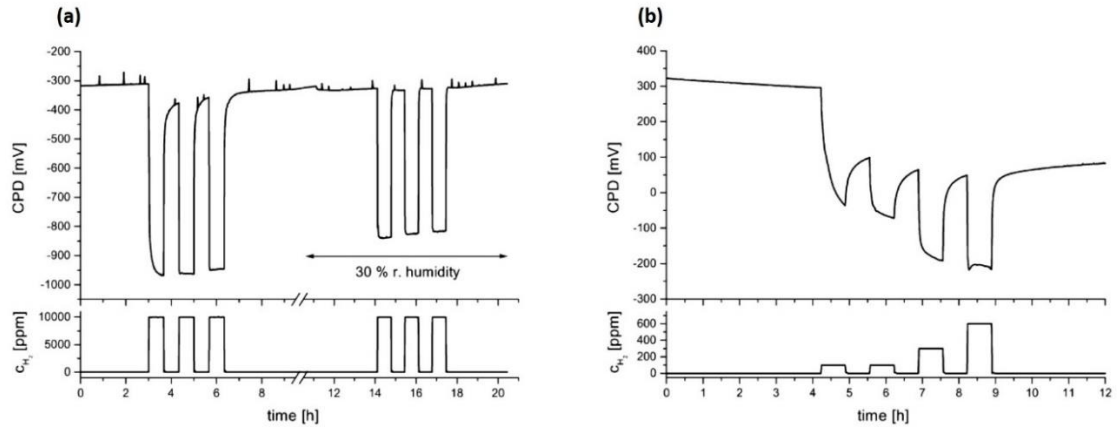 (a)
-200
-300
-400
-500
-600
-700
-800
-900
-1000
CPD [mV]
30 % r. humidity
10000
5000
0
c_H₂ [ppm]
0 2 4 6 8 10 12 14 16 18 20
time [h]
(b)
400
300
200
100
0
-100
-200
-300
CPD [mV]
600
400
200
0
c_H₂ [ppm]
0 1 2 3 4 5 6 7 8 9 10 11 12
time [h]